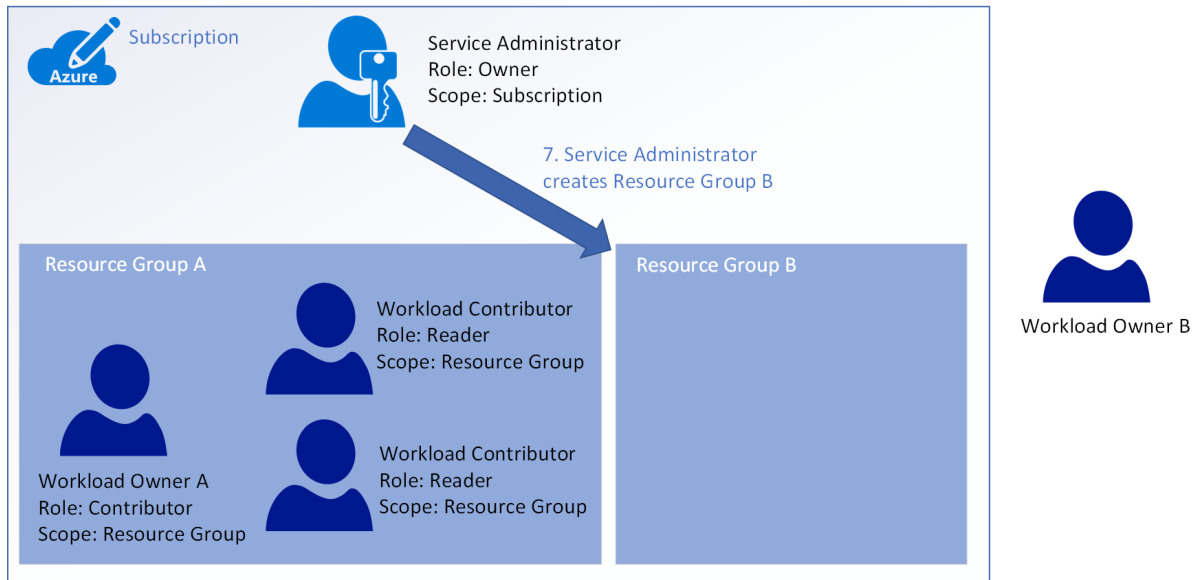 Azure
Subscription
Service Administrator
Role: Owner
Scope: Subscription
7. Service Administrator
creates Resource Group B
Resource Group A
Workload Contributor
Role: Reader
Scope: Resource Group
Workload Owner A
Role: Contributor
Scope: Resource Group
Workload Contributor
Role: Reader
Scope: Resource Group
Resource Group B
Workload Owner B